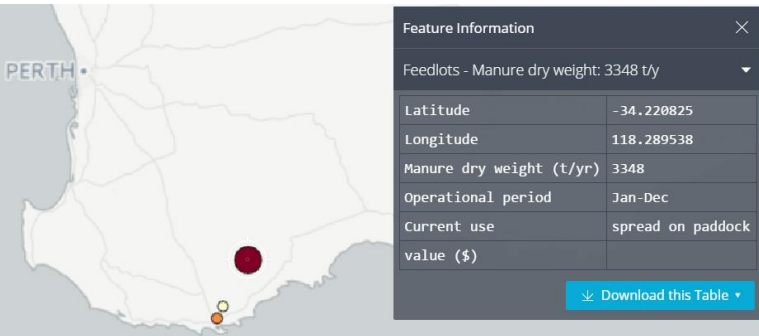 PERTH
Feature Information
Feedlots - Manure dry weight: 3348 t/y
Latitude -34.220825
Longitude 118.289538
Manure dry weight (t/yr) 3348
Operational period Jan-Dec
Current use spread on paddock
value ($)
Download this Table